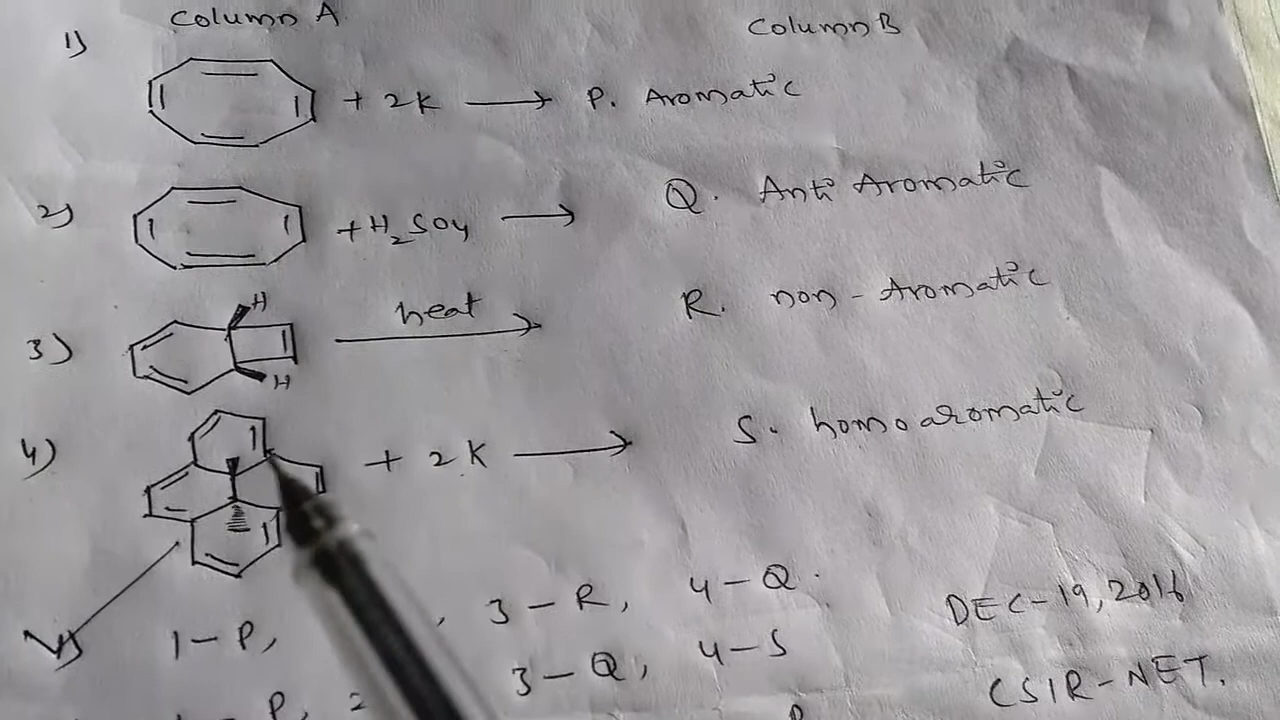 Column A
Column B
1) + 2K → P. Aromatic
2) + H2SO4 → Q. Anti Aromatic
3) H H heat → R. non - Aromatic
4) + 2K → S. homoaromatic
1-P, , 3-R, 4-Q.
P, 2 3-Q, 4-S
DEC-19, 2016
CSIR-NET.